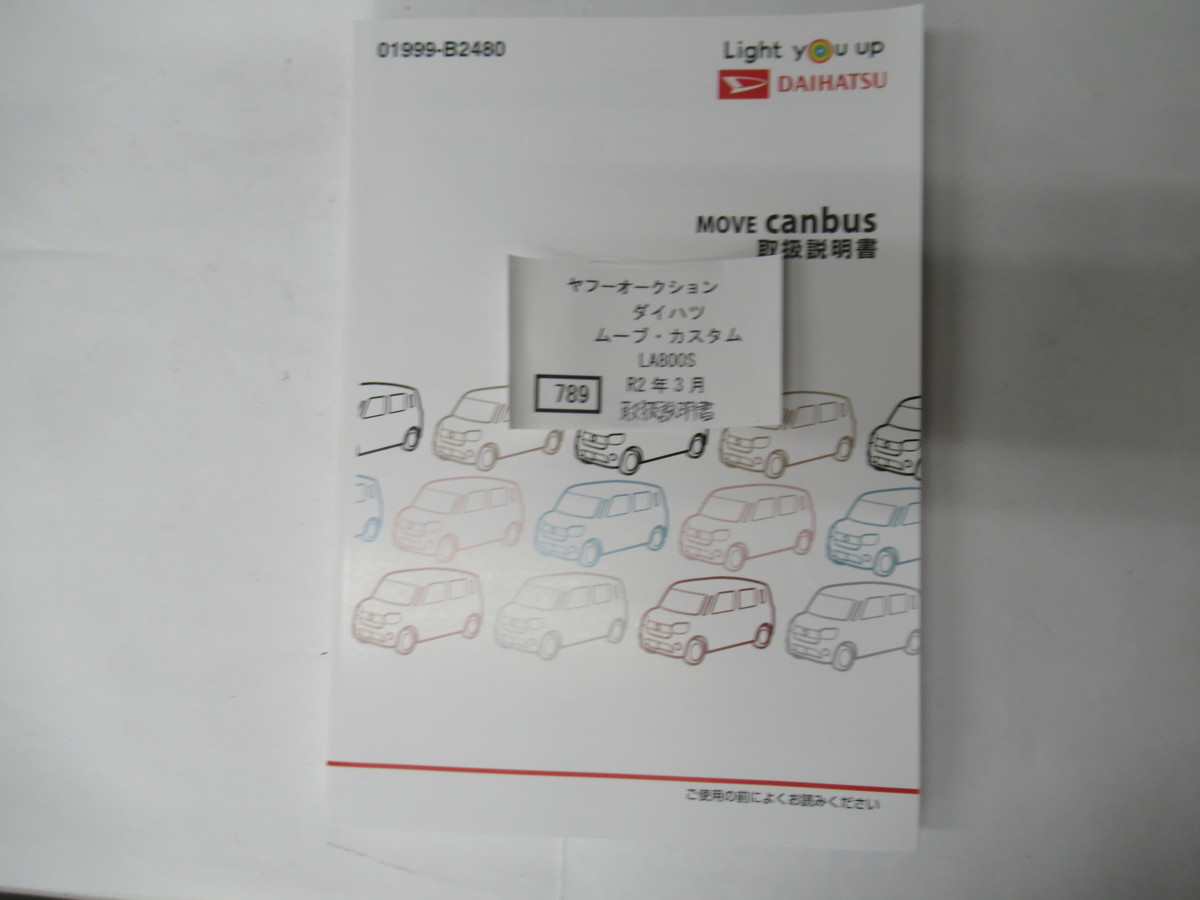 01999-B2480
Light you up
DAIHATSU
MOVE canbus
取扱説明書
ヤフーオークション
ダイハツ
ムーブ・カスタム
LA800S
789 R2年3月
取扱説明書
ご使用の前によくお読みください